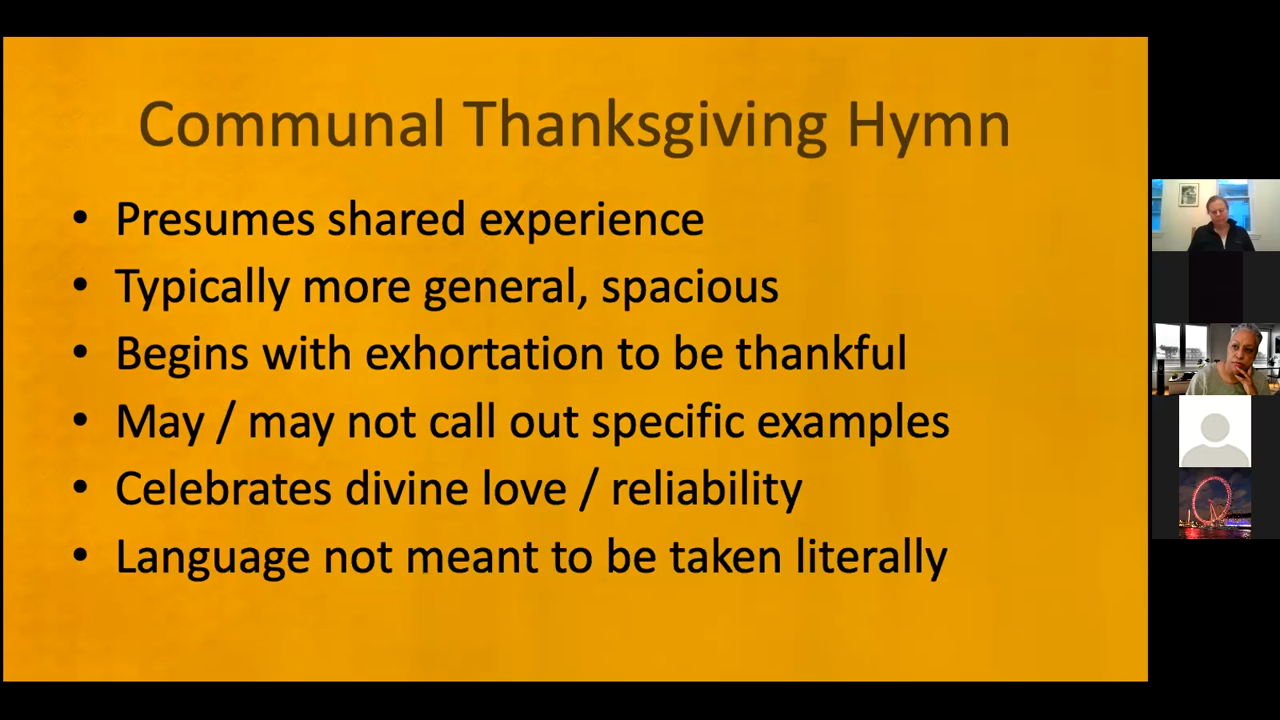 Communal Thanksgiving Hymn
• Presumes shared experience
• Typically more general, spacious
• Begins with exhortation to be thankful
• May / may not call out specific examples
• Celebrates divine love / reliability
• Language not meant to be taken literally